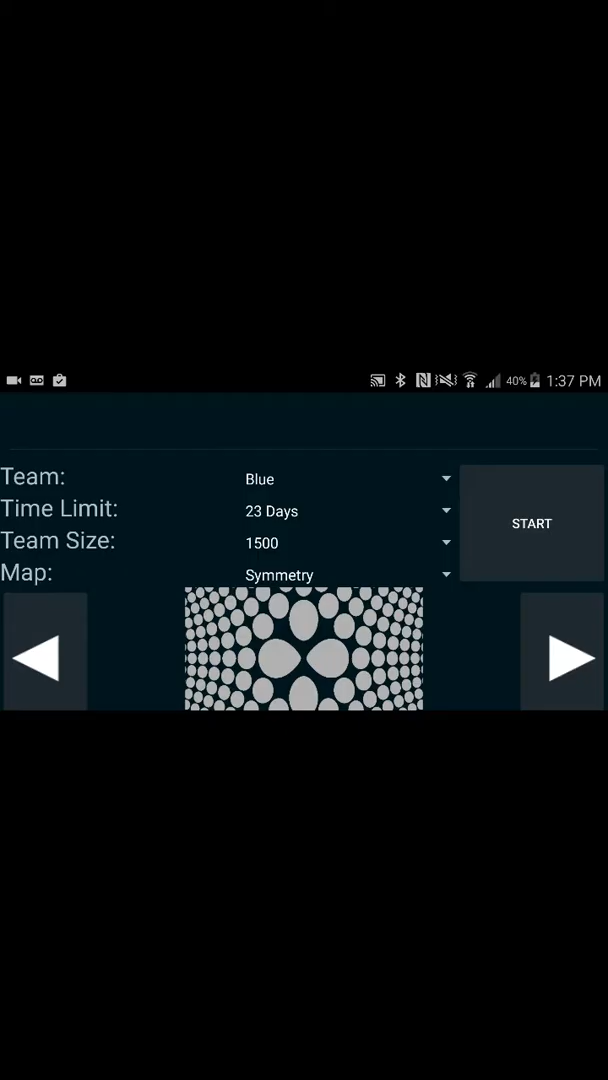 40% 1:37 PM
Team: Blue
Time Limit: 23 Days
START
Team Size: 1500
Map: Symmetry